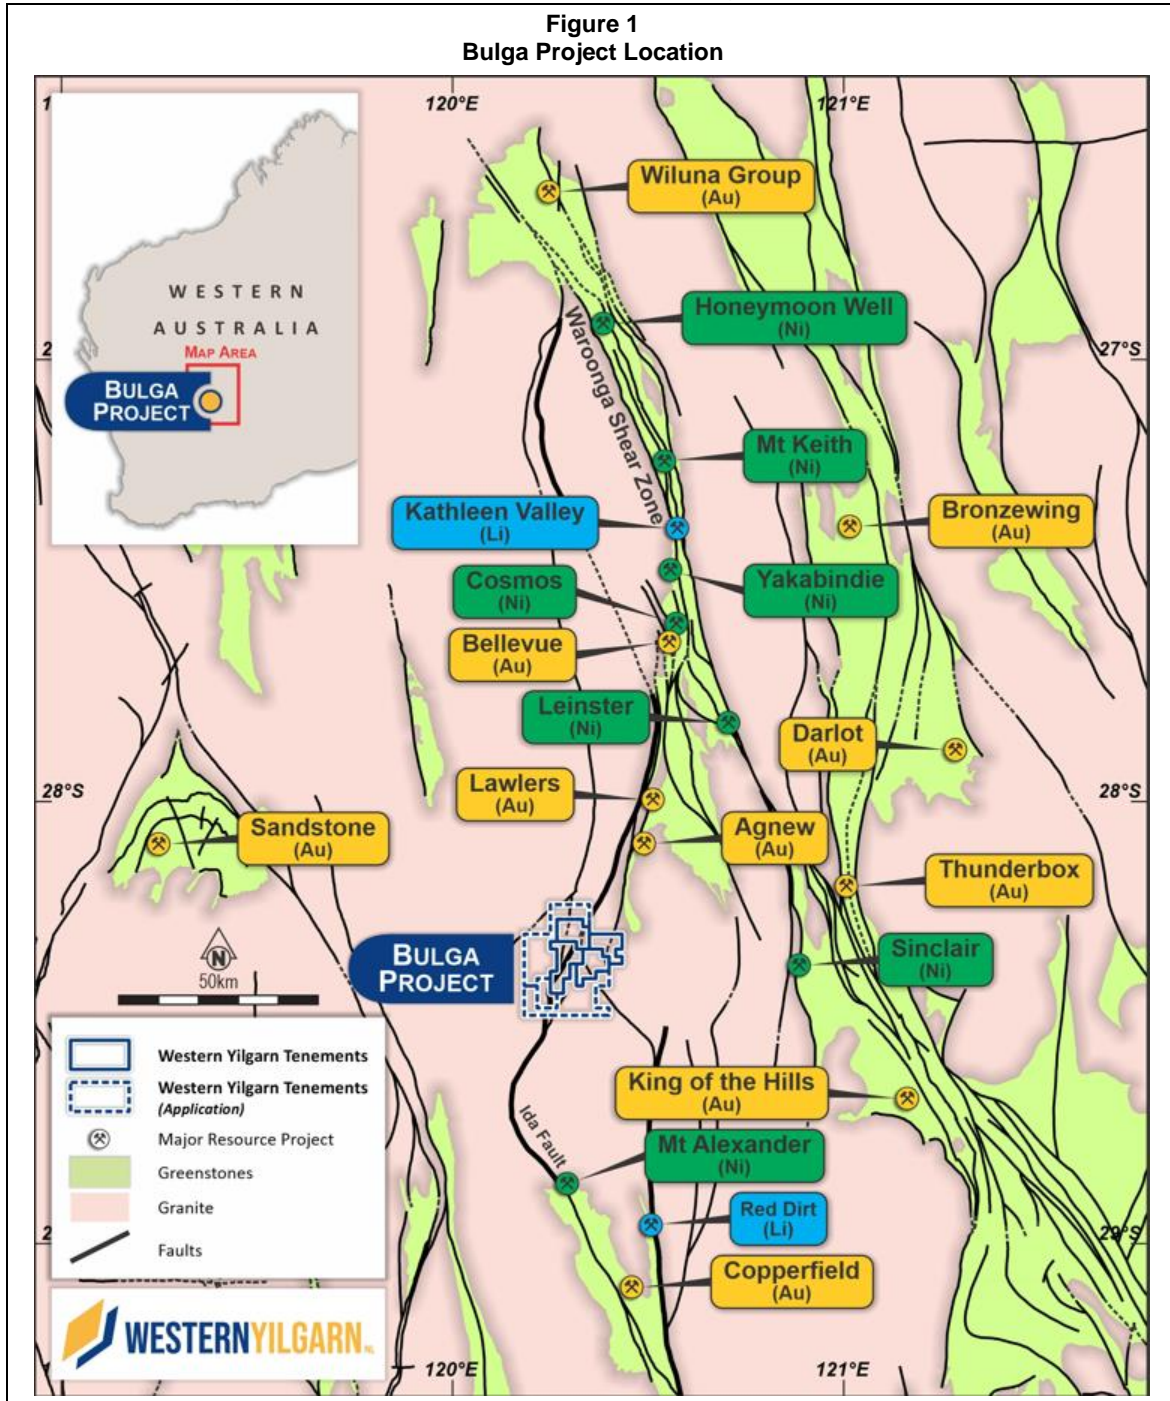 Figure 1
Bulga Project Location
120°E
121°E
WESTERN
AUSTRALIA
MAP AREA
BULGA
PROJECT
Wiluna Group
(Au)
Honeymoon Well
(Ni)
27°S
Waroonga Shear Zone
Mt Keith
(Ni)
Kathleen Valley
(Li)
Bronzewing
(Au)
Cosmos
(Ni)
Yakabindie
(Ni)
Bellevue
(Au)
Leinster
(Ni)
Darlot
(Au)
28°S
28°S
Lawlers
(Au)
Sandstone
(Au)
Agnew
(Au)
Thunderbox
(Au)
BULGA
PROJECT
Sinclair
(Ni)
N
50km
Western Yilgarn Tenements
Western Yilgarn Tenements
(Application)
Major Resource Project
Greenstones
Granite
Faults
King of the Hills
(Au)
Ida Fault
Mt Alexander
(Ni)
Red Dirt
(Li)
29°S
Copperfield
(Au)
WESTERNYILGARN NL
120°E
121°E